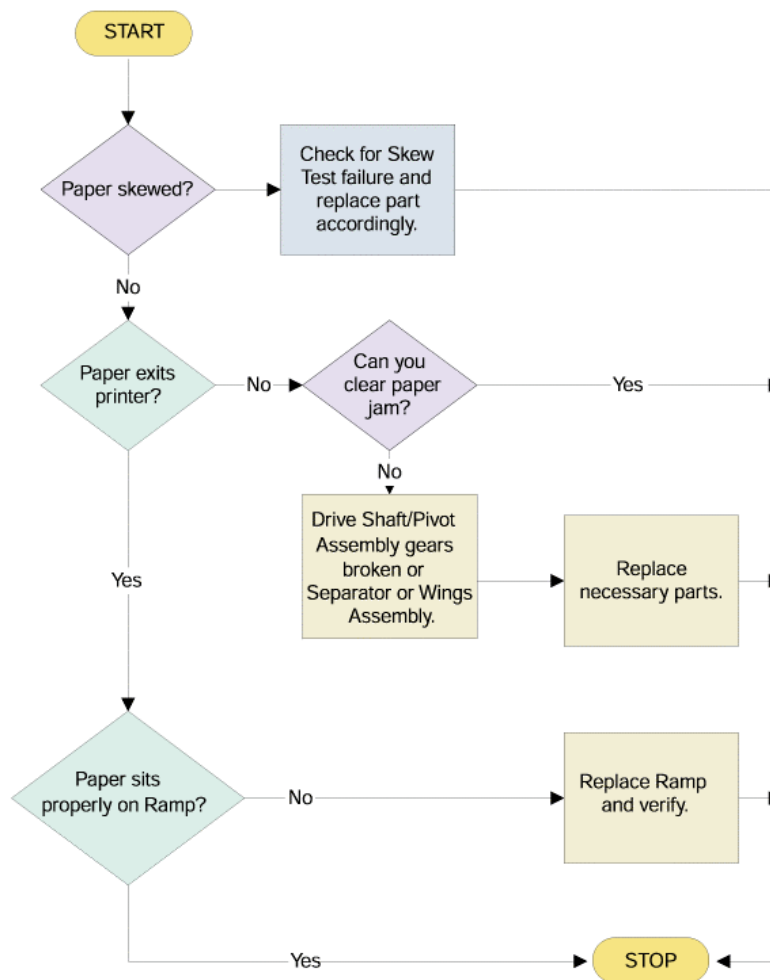 START
Paper skewed?
Check for Skew
Test failure and
replace part
accordingly.
No
Paper exits
printer?
No
Can you
clear paper
jam?
Yes
No
Drive Shaft/Pivot
Assembly gears
broken or
Separator or Wings
Assembly.
Replace
necessary parts.
Yes
Paper sits
properly on Ramp?
No
Replace Ramp
and verify.
Yes
STOP